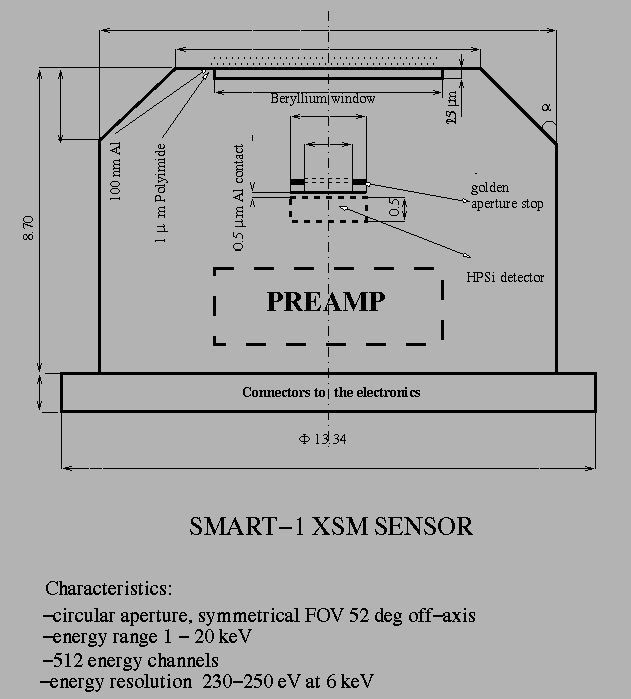 α
25 µm
Beryllium window
100 nm Al
1 µ m Polyimide
0.5 µm Al contact
golden
aperture stop
0.5
8.70
HPSi detector
PREAMP
Connectors to the electronics
Φ 13.34
SMART-1 XSM SENSOR
Characteristics:
-circular aperture, symmetrical FOV 52 deg off-axis
-energy range 1 - 20 keV
-512 energy channels
-energy resolution 230-250 eV at 6 keV